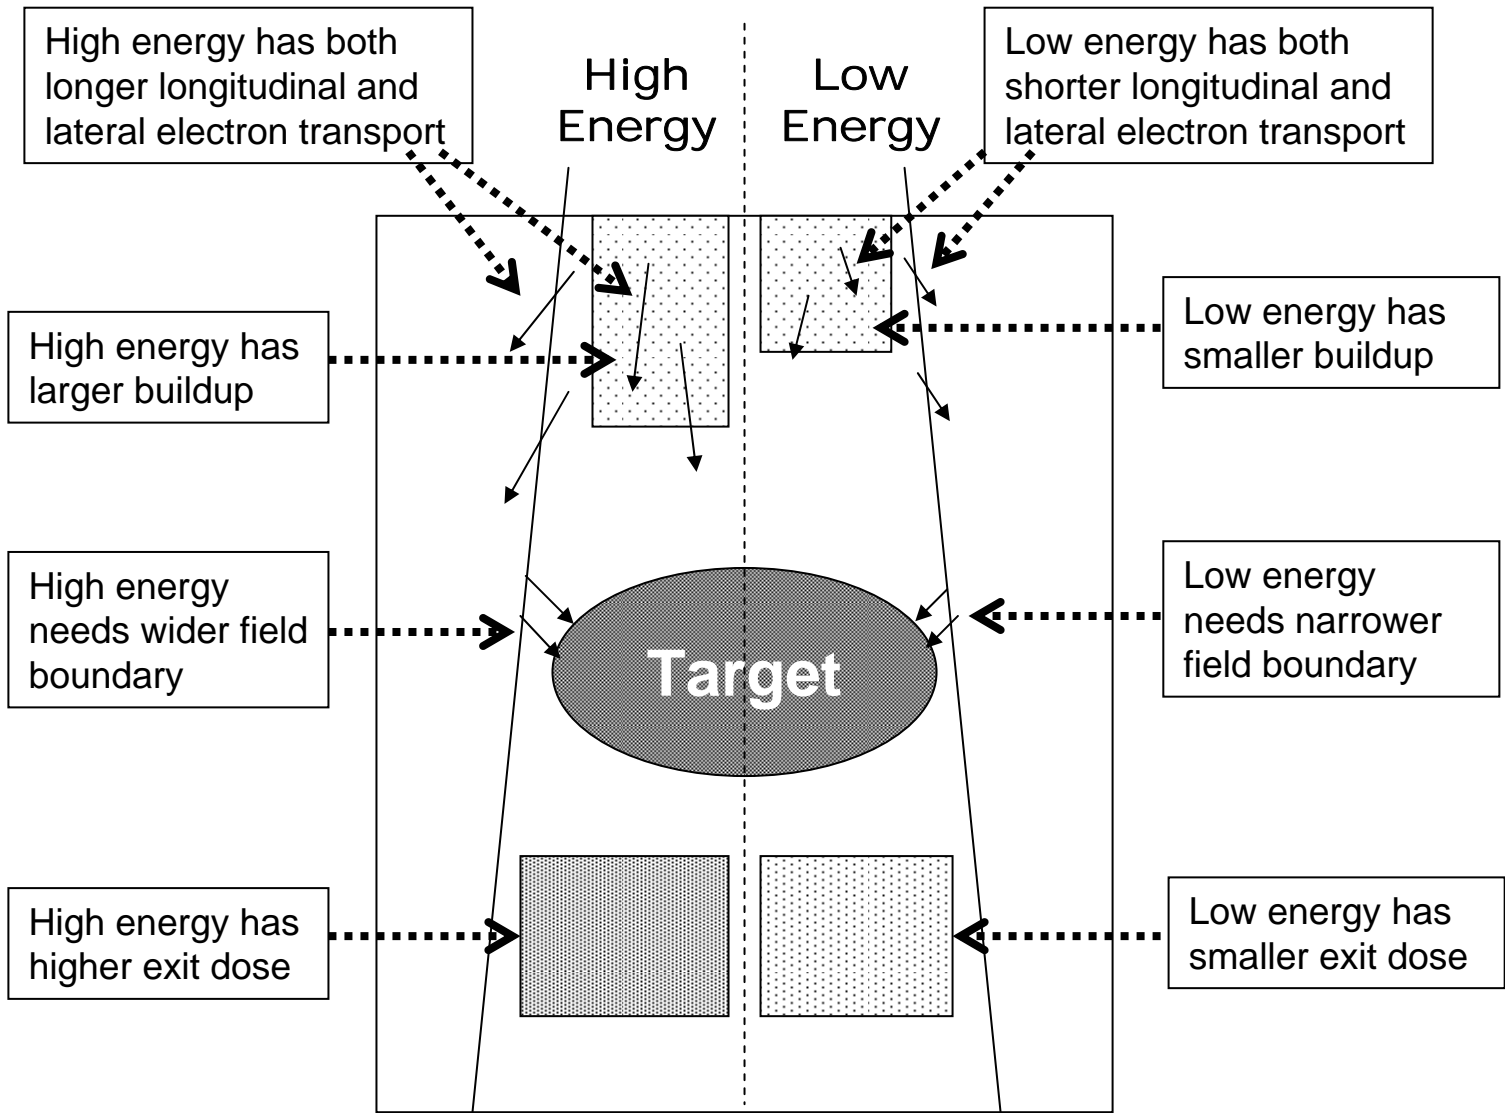 High energy has both
longer longitudinal and
lateral electron transport
High
Energy
Low
Energy
Low energy has both
shorter longitudinal and
lateral electron transport
High energy has
larger buildup
Low energy has
smaller buildup
High energy
needs wider field
boundary
Low energy
needs narrower
field boundary
Target
High energy has
higher exit dose
Low energy has
smaller exit dose